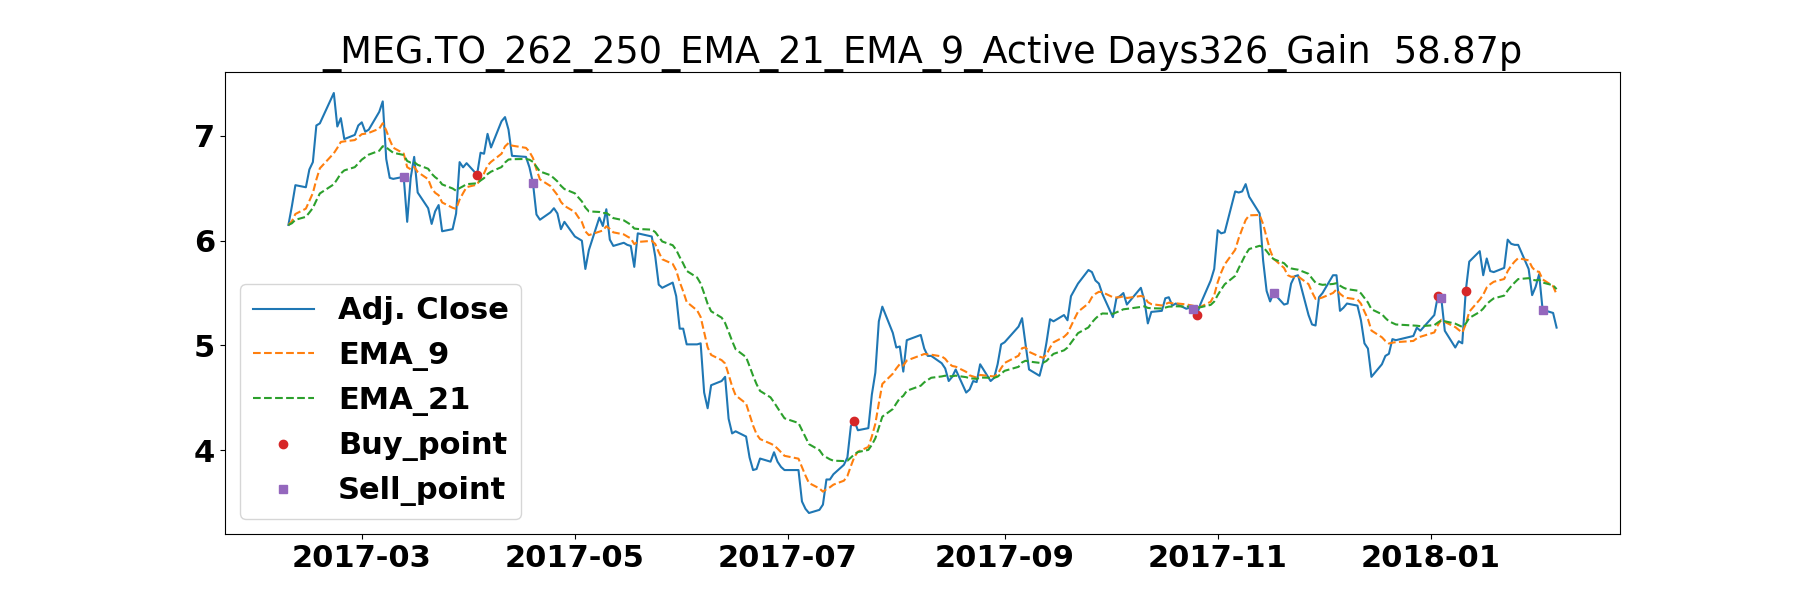 _MEG.TO_262_250_EMA_21_EMA_9_Active Days326_Gain  58.87p
7
6
5
4
Adj. Close
EMA_9
EMA_21
Buy_point
Sell_point
2017-03 2017-05 2017-07 2017-09 2017-11 2018-01